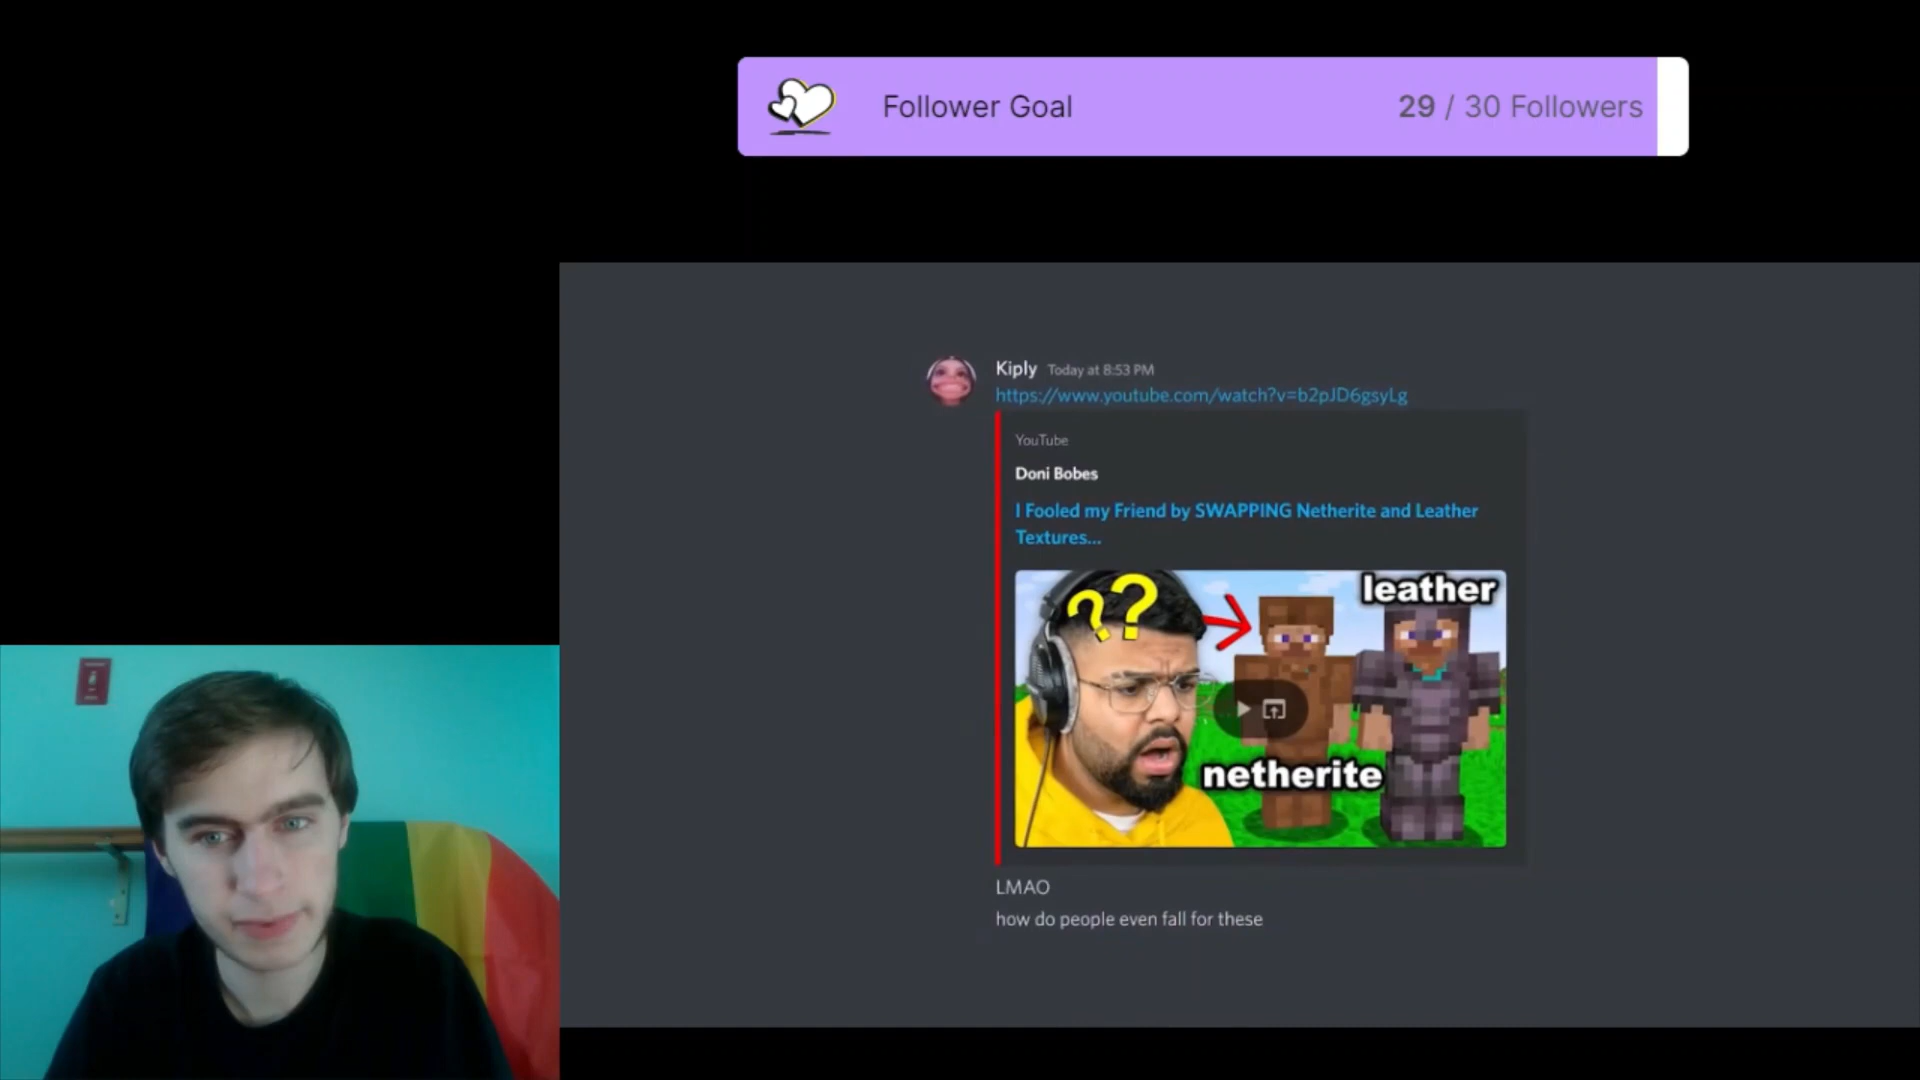 Follower Goal
29 / 30 Followers
Kiply Today at 8:53 PM
https://www.youtube.com/watch?v=b2pJD6gsyLg
YouTube
Doni Bobes
I Fooled my Friend by SWAPPING Netherite and Leather
Textures...
??
leather
netherite
LMAO
how do people even fall for these